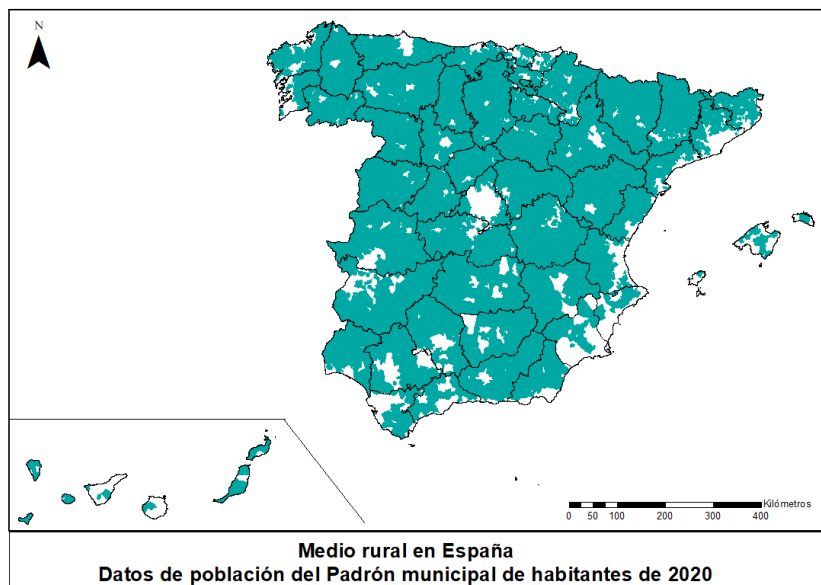 N
Kilómetros
0 25 50 100 200 300 400
Medio rural en España
Datos de población del Padrón municipal de habitantes de 2020